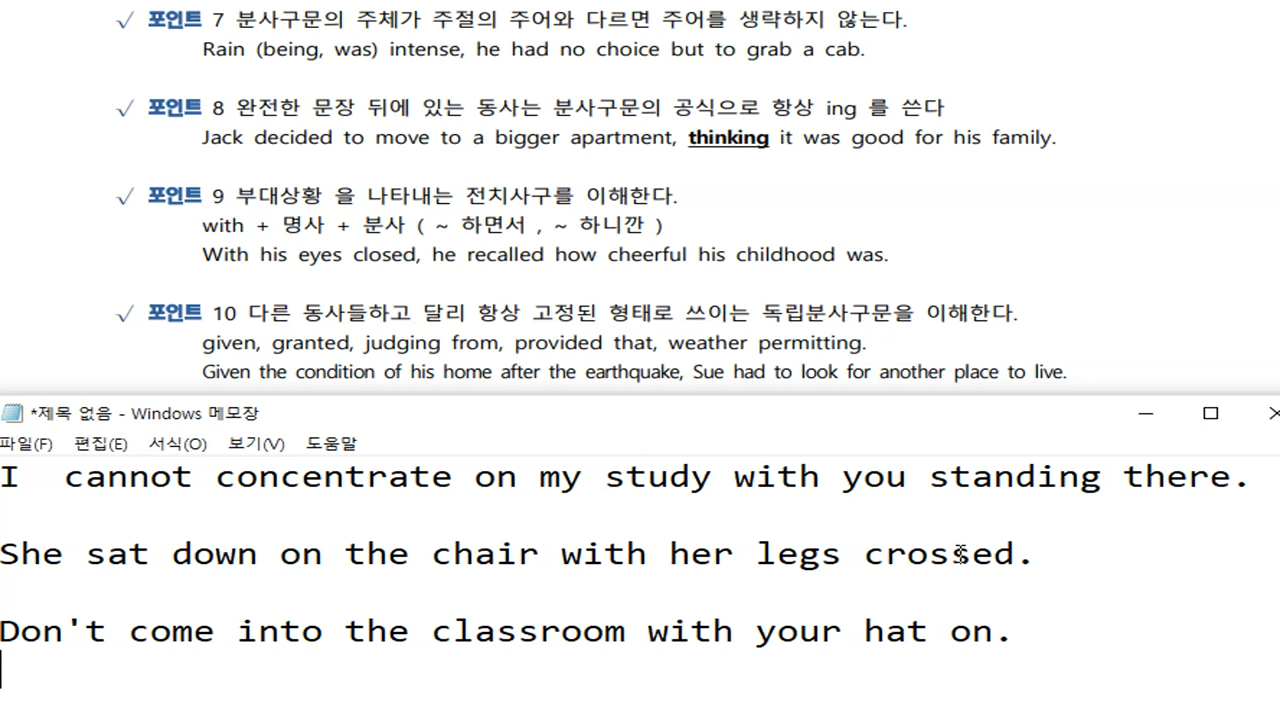 ✓ 포인트 7 분사구문의 주체가 주절의 주어와 다르면 주어를 생략하지 않는다.
Rain (being, was) intense, he had no choice but to grab a cab.
✓ 포인트 8 완전한 문장 뒤에 있는 동사는 분사구문의 공식으로 항상 ing 를 쓴다
Jack decided to move to a bigger apartment, thinking it was good for his family.
✓ 포인트 9 부대상황 을 나타내는 전치사구를 이해한다.
with + 명사 + 분사 ( ~ 하면서 , ~ 하니깐 )
With his eyes closed, he recalled how cheerful his childhood was.
✓ 포인트 10 다른 동사들하고 달리 항상 고정된 형태로 쓰이는 독립분사구문을 이해한다.
given, granted, judging from, provided that, weather permitting.
Given the condition of his home after the earthquake, Sue had to look for another place to live.
*제목 없음 - Windows 메모장
파일(F) 편집(E) 서식(O) 보기(V) 도움말
I cannot concentrate on my study with you standing there.
She sat down on the chair with her legs crossed.
Don't come into the classroom with your hat on.